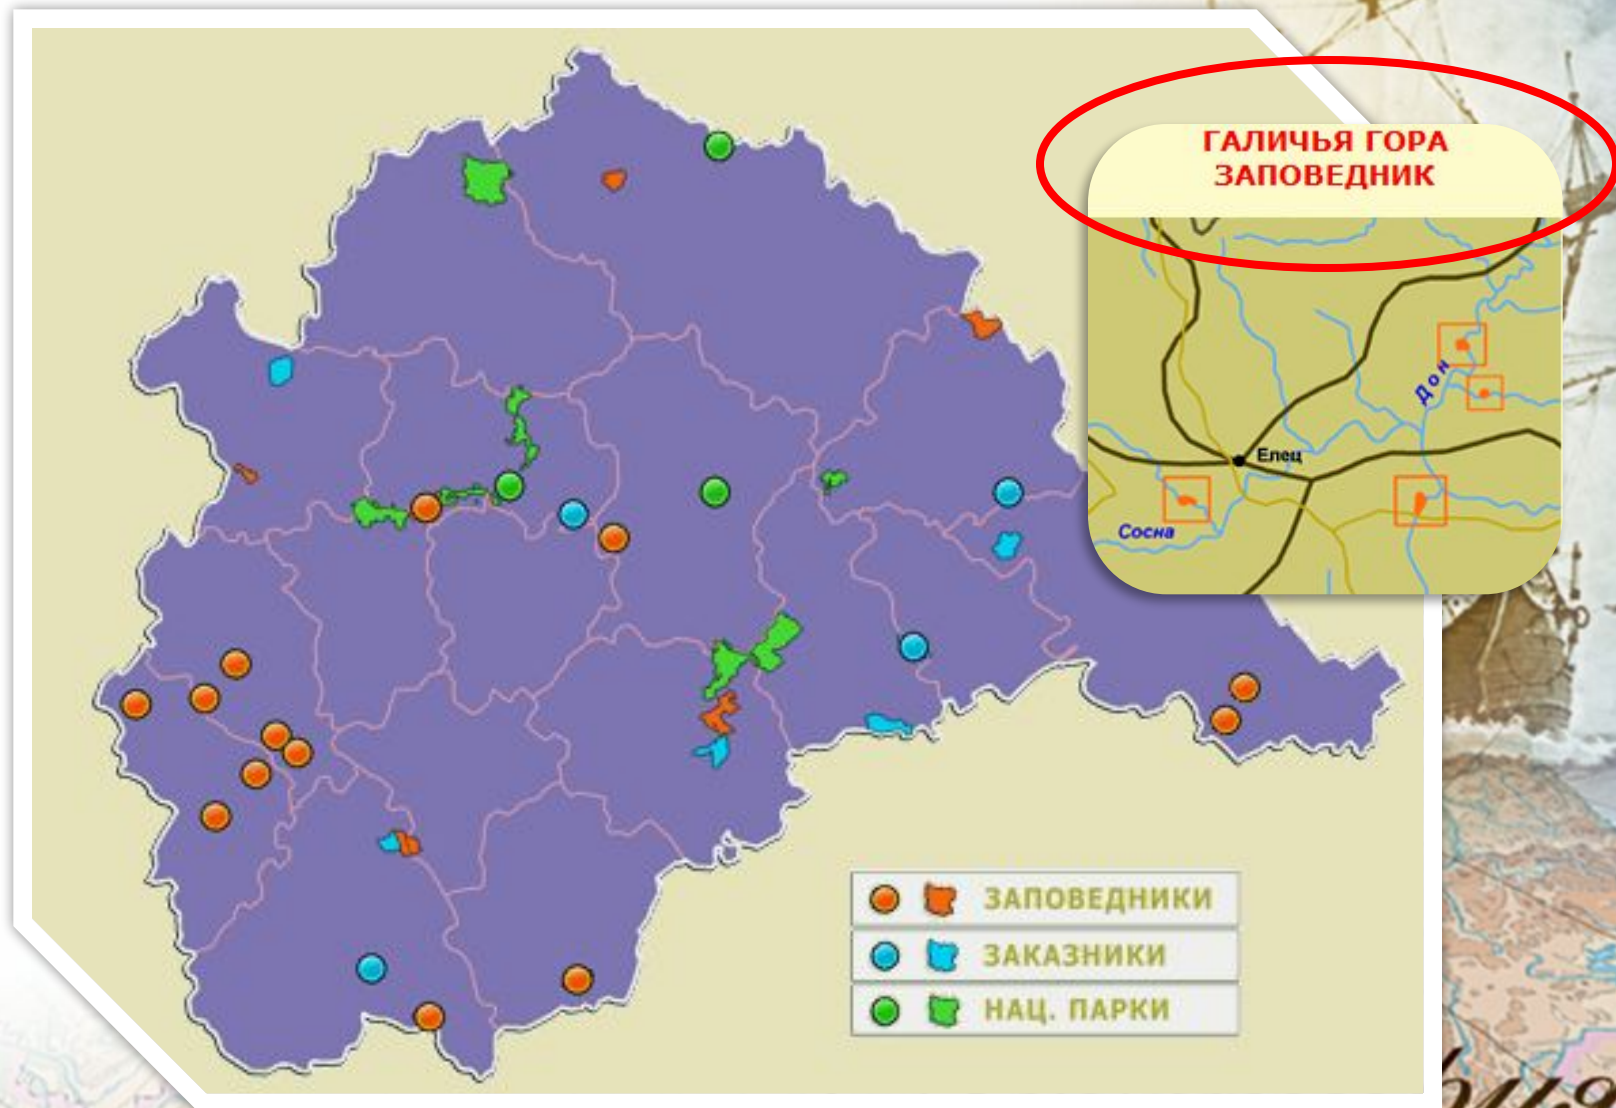 ГАЛИЧЬЯ ГОРА
ЗАПОВЕДНИК
Дон
Елец
Сосна
ЗАПОВЕДНИКИ
ЗАКАЗНИКИ
НАЦ. ПАРКИ